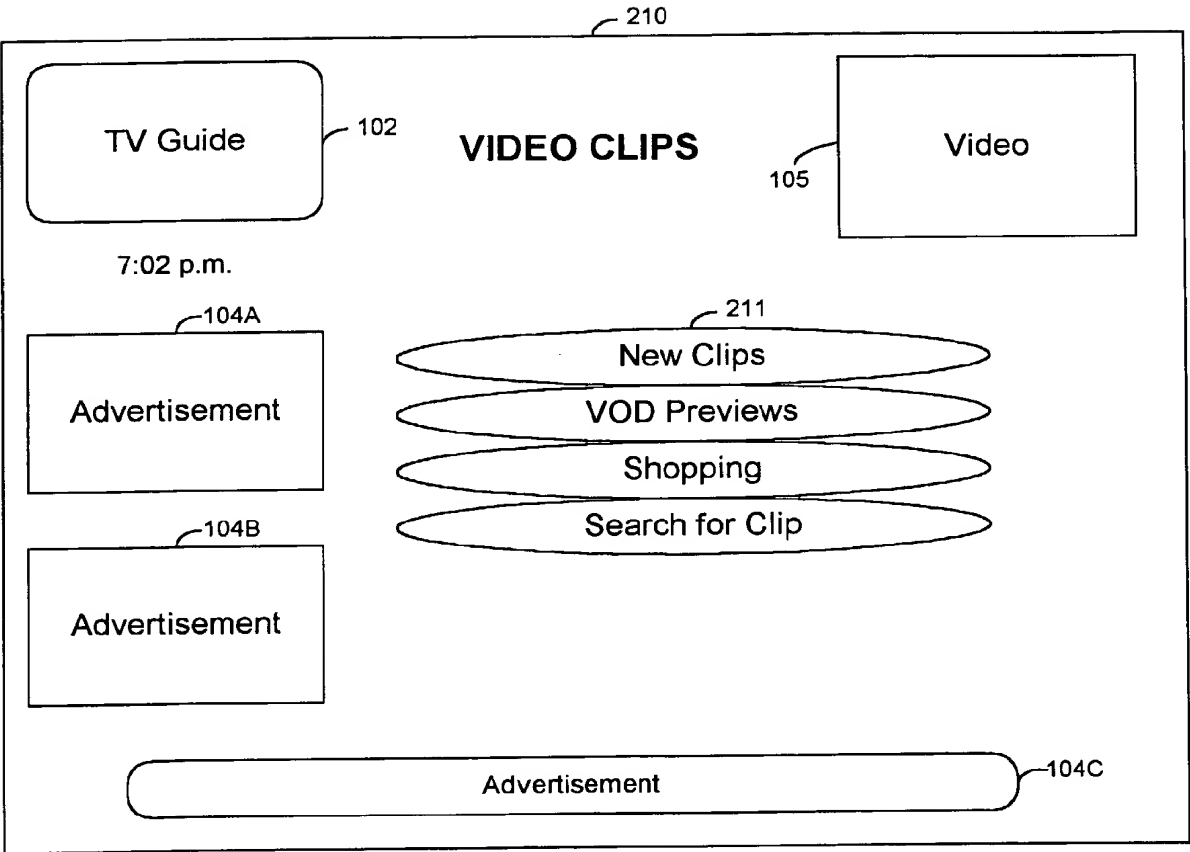 210
TV Guide
102
VIDEO CLIPS
105
Video
7:02 p.m.
104A
Advertisement
211
New Clips
VOD Previews
Shopping
Search for Clip
104B
Advertisement
Advertisement
104C